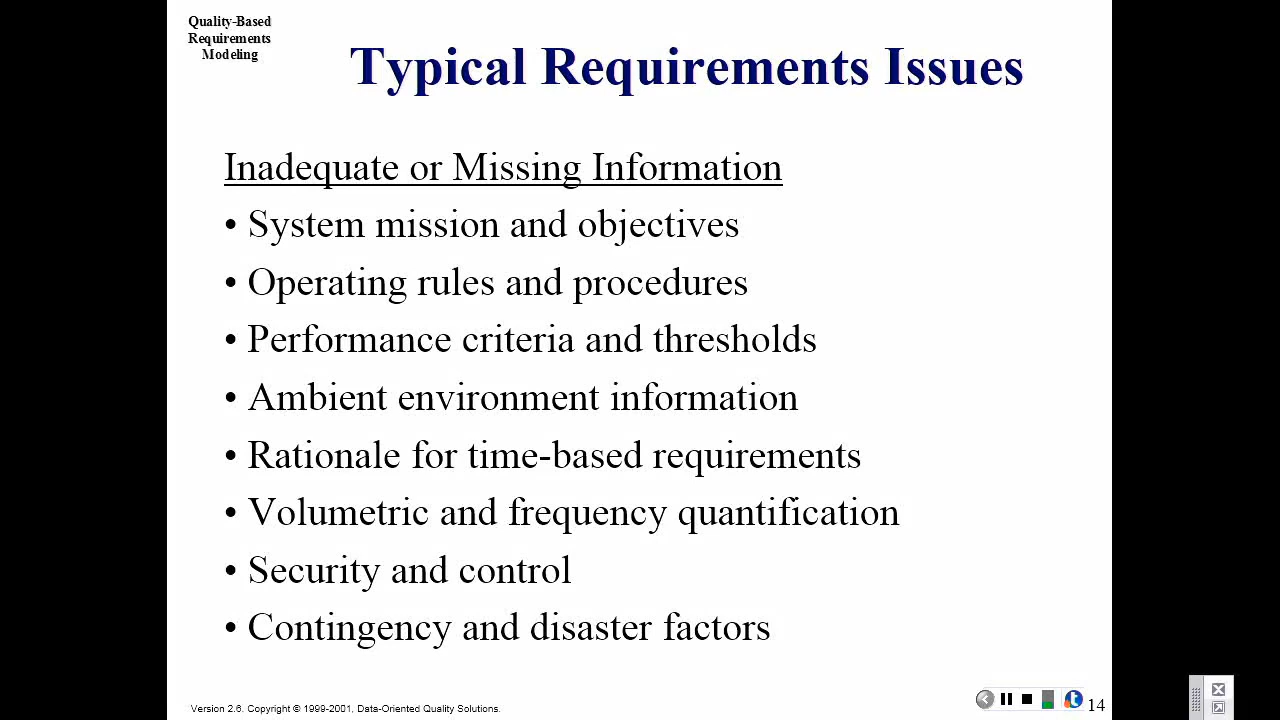 Quality-Based
Requirements
Modeling
Typical Requirements Issues
Inadequate or Missing Information
• System mission and objectives
• Operating rules and procedures
• Performance criteria and thresholds
• Ambient environment information
• Rationale for time-based requirements
• Volumetric and frequency quantification
• Security and control
• Contingency and disaster factors
Version 2.6. Copyright © 1999-2001, Data-Oriented Quality Solutions.
t
14